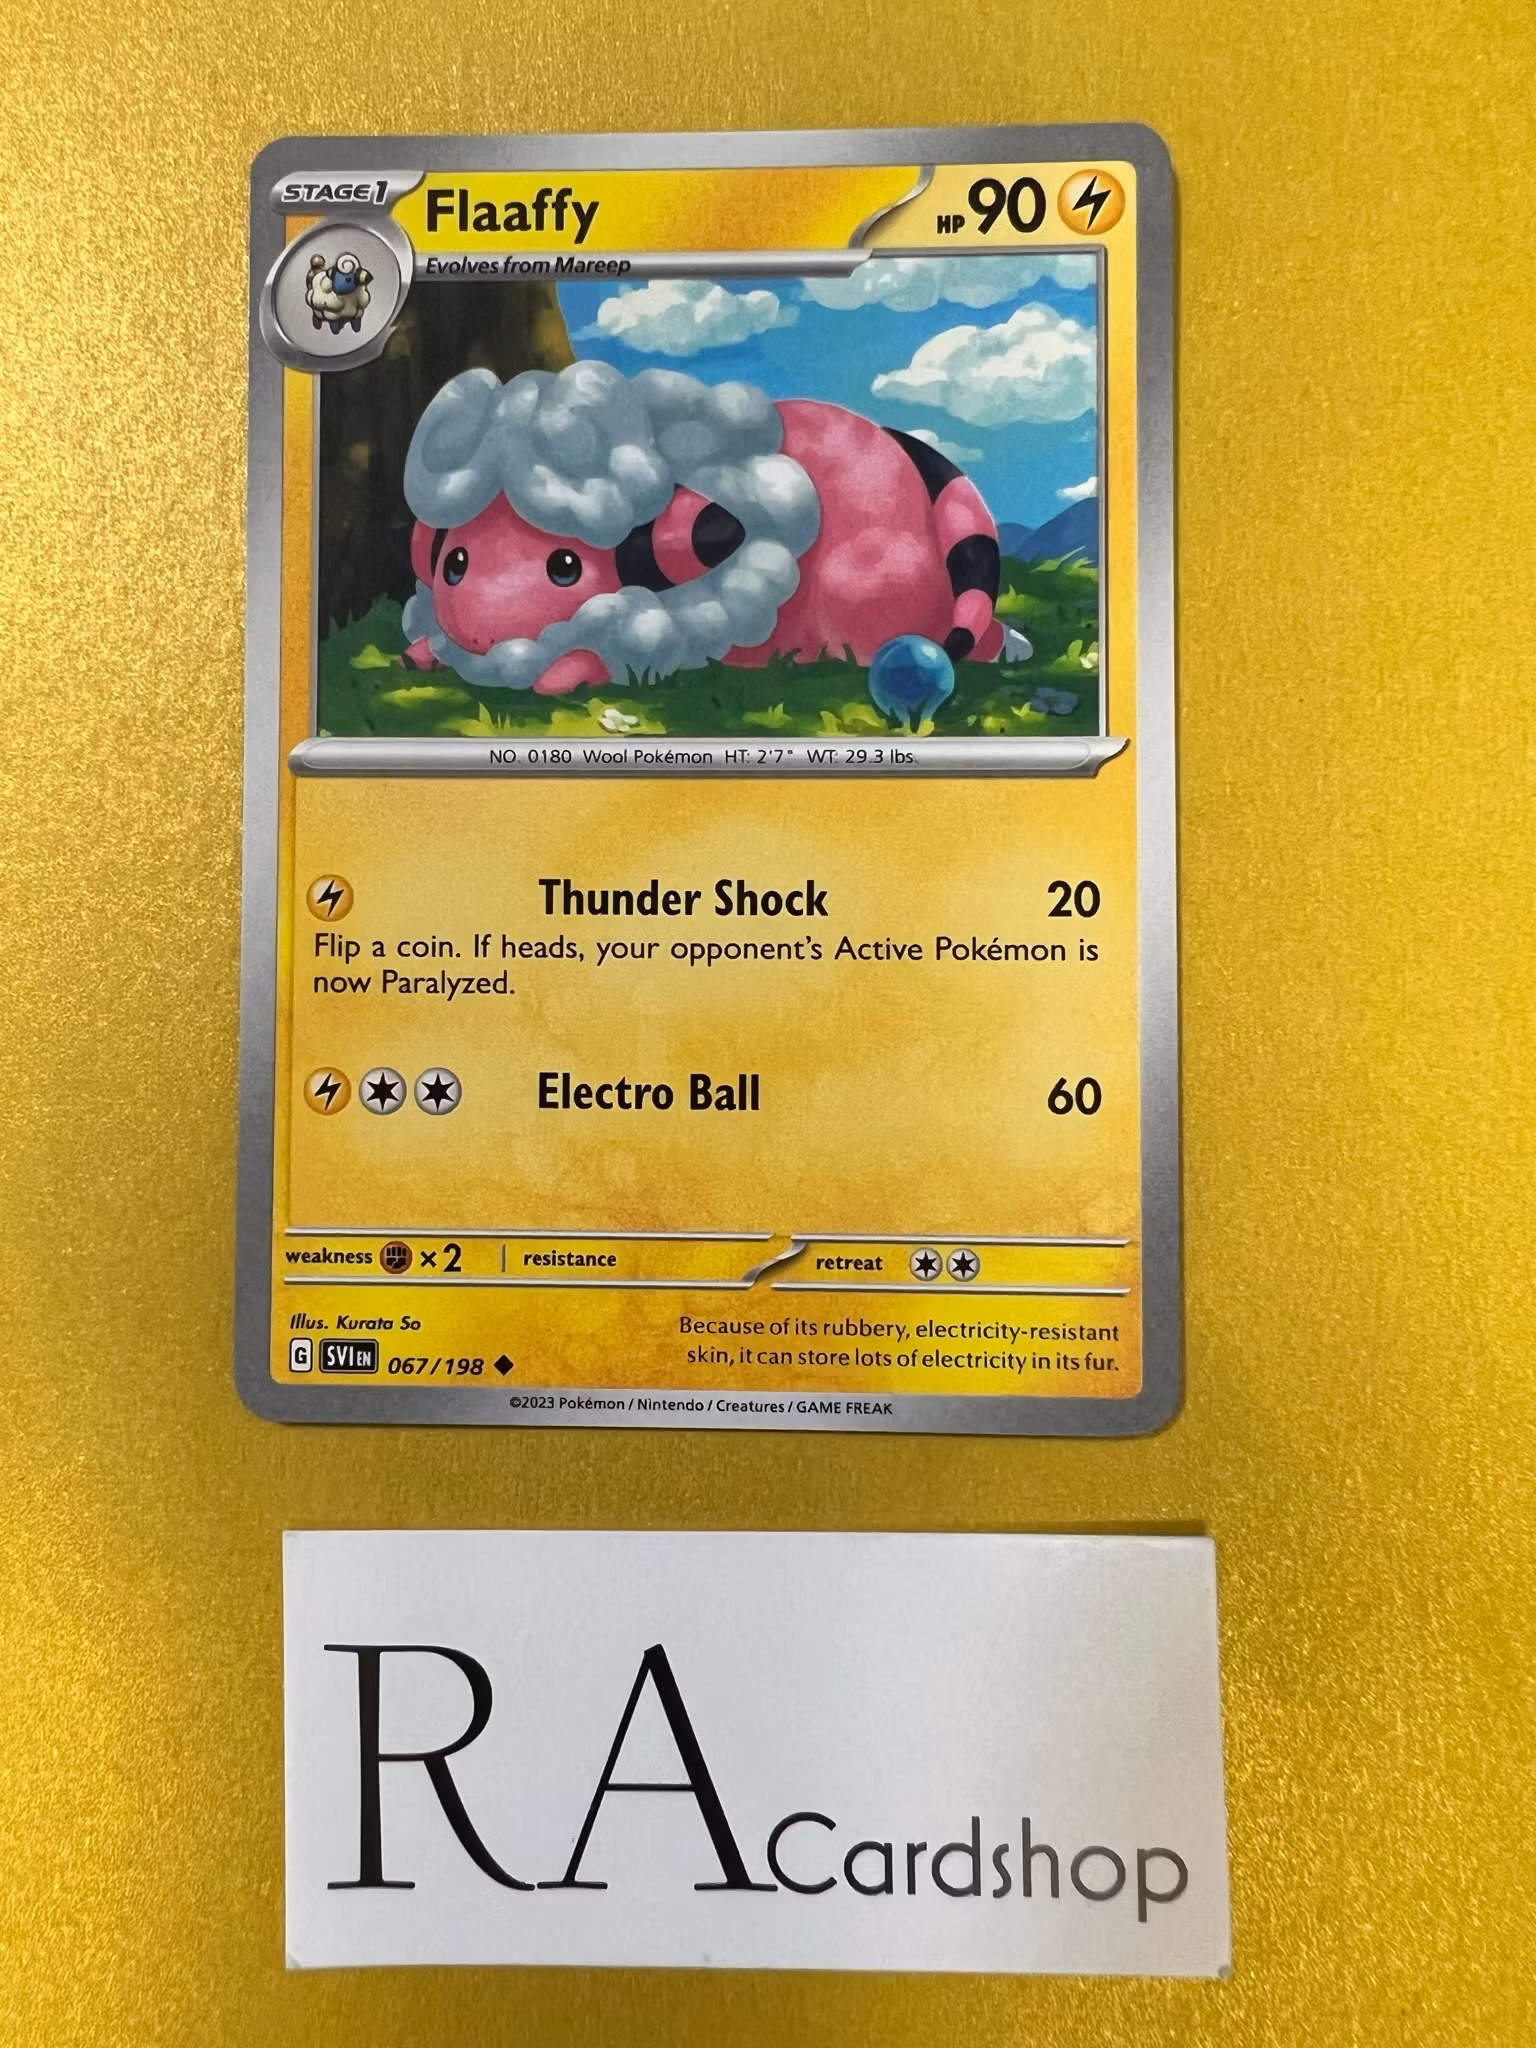 STAGE 1
Flaaffy
HP 90
Evolves from Mareep
NO. 0180 Wool Pokémon HT: 2'7" WT: 29.3 lbs.
Thunder Shock 20
Flip a coin. If heads, your opponent's Active Pokémon is
now Paralyzed.
Electro Ball 60
weakness ×2 resistance retreat
Illus. Kurata So
G SVI EN 067/198
Because of its rubbery, electricity-resistant
skin, it can store lots of electricity in its fur.
©2023 Pokémon / Nintendo / Creatures / GAME FREAK
RA Cardshop